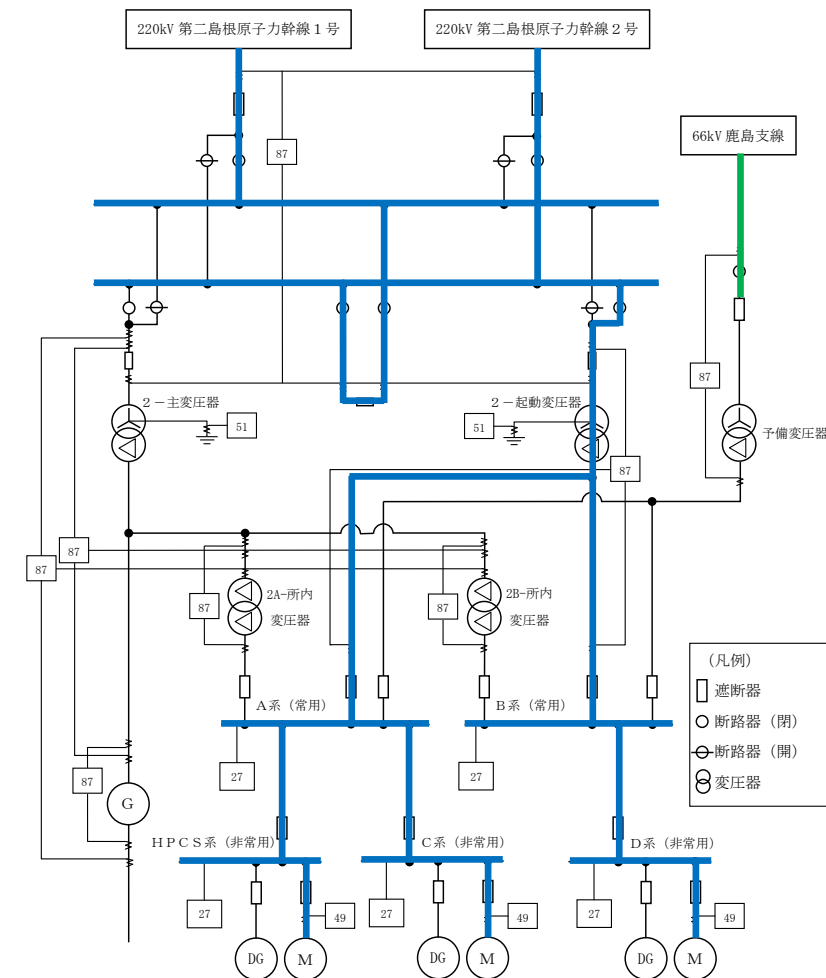 220kV 第二島根原子力幹線１号
220kV 第二島根原子力幹線２号
66kV 鹿島支線
87
87
２－主変圧器
51
２－起動変圧器
51
予備変圧器
87
87
87
87
2A-所内
変圧器
87
2B-所内
変圧器
87
(凡例)
遮断器
断路器（閉）
断路器（開）
変圧器
Ａ系（常用）
Ｂ系（常用）
27
27
87
G
ＨＰＣＳ系（非常用）
Ｃ系（非常用）
Ｄ系（非常用）
27
49
27
49
27
49
DG
M
DG
M
DG
M